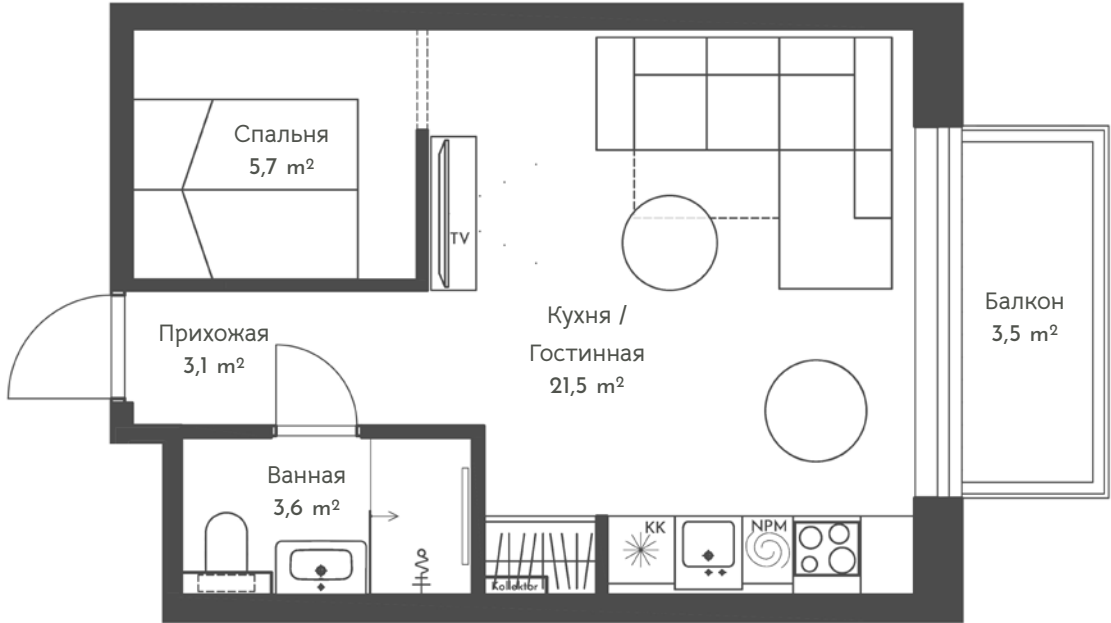 Спальня
5,7 m²
TV
Прихожая
3,1 m²
Кухня /
Гостинная
21,5 m²
Балкон
3,5 m²
Ванная
3,6 m²
KK
NPM
Kollektor